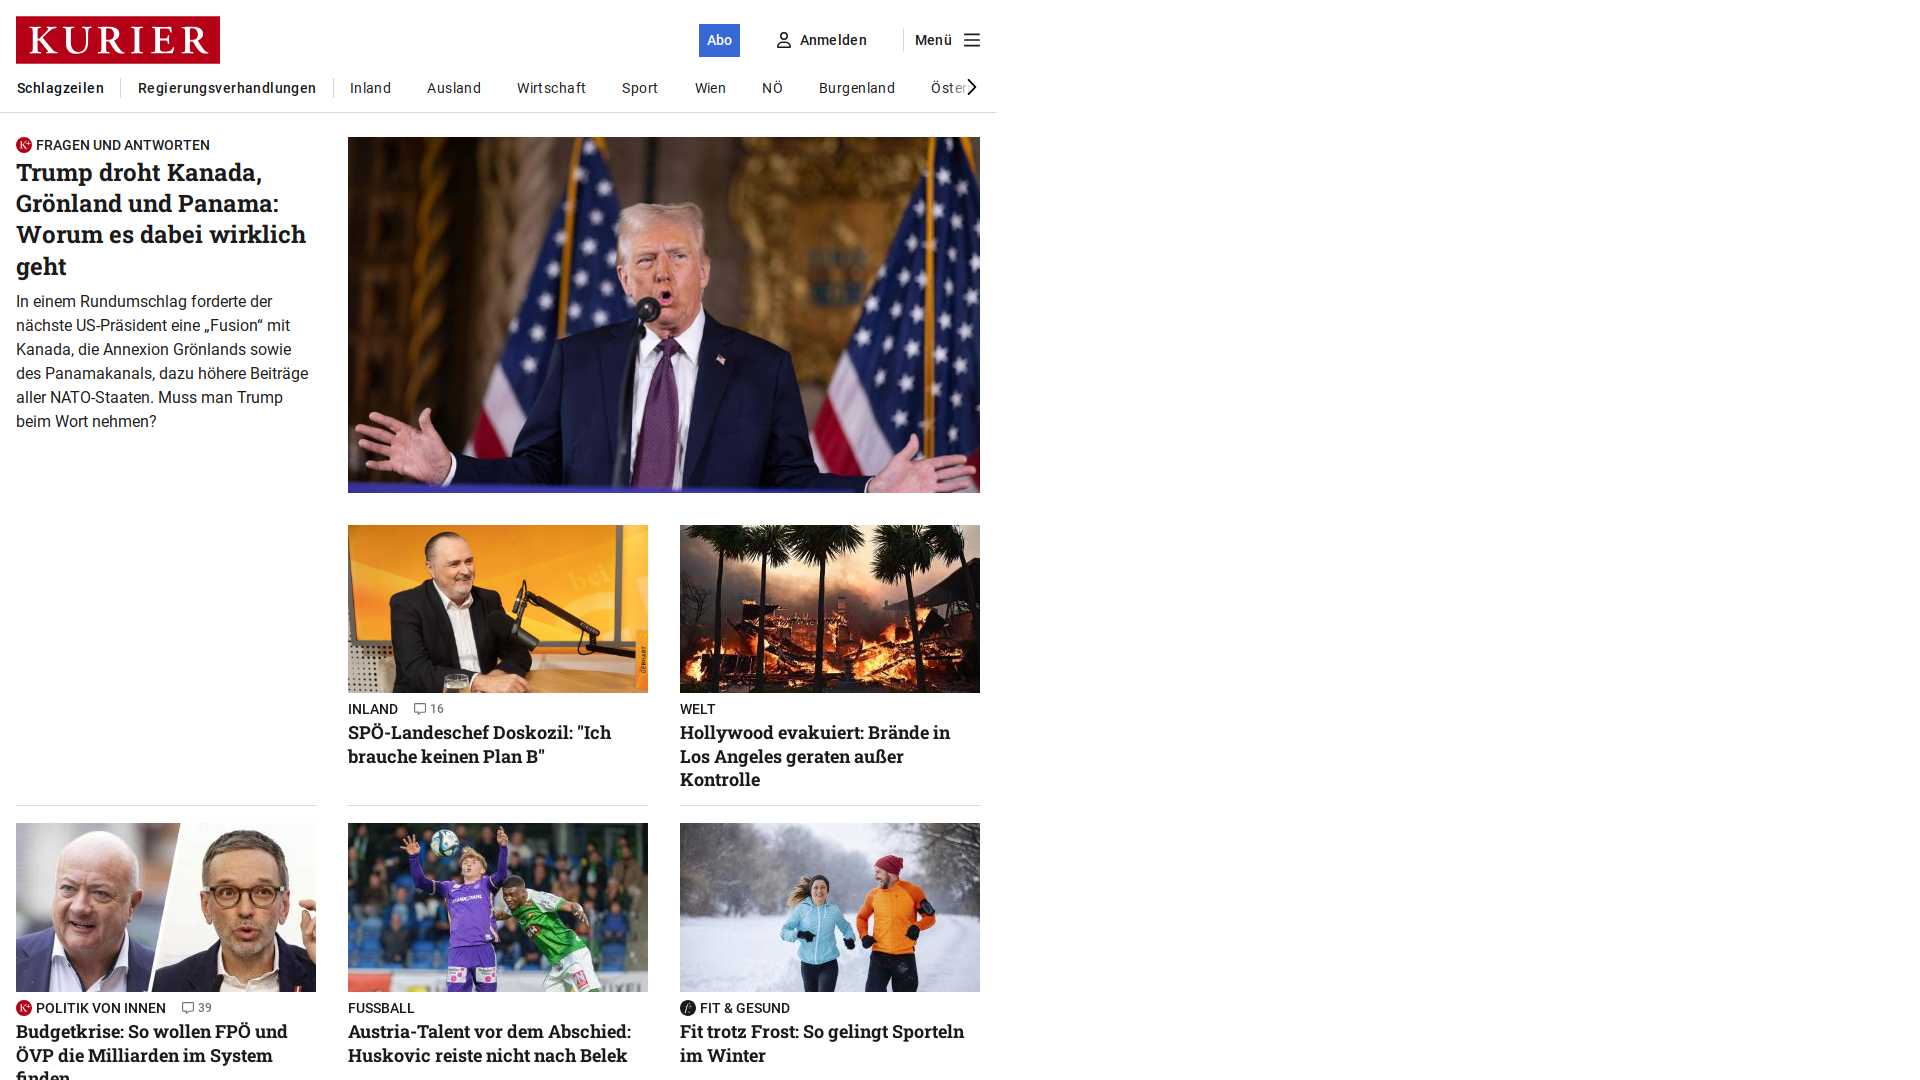 KURIER
Abo
Anmelden
Menü
Schlagzeilen
Regierungsverhandlungen
Inland
Ausland
Wirtschaft
Sport
Wien
NÖ
Burgenland
FRAGEN UND ANTWORTEN
Trump droht Kanada,
Grönland und Panama:
Worum es dabei wirklich
geht
In einem Rundumschlag forderte der
nächste US-Präsident eine „Fusion“ mit
Kanada, die Annexion Grönlands sowie
des Panamakanals, dazu höhere Beiträge
aller NATO-Staaten. Muss man Trump
beim Wort nehmen?
INLAND 16
SPÖ-Landeschef Doskozil: "Ich
brauche keinen Plan B"
WELT
Hollywood evakuiert: Brände in
Los Angeles geraten außer
Kontrolle
POLITIK VON INNEN 39
Budgetkrise: So wollen FPÖ und
ÖVP die Milliarden im System
finden
FUSSBALL
Austria-Talent vor dem Abschied:
Huskovic reiste nicht nach Belek
FIT & GESUND
Fit trotz Frost: So gelingt Sporteln
im Winter